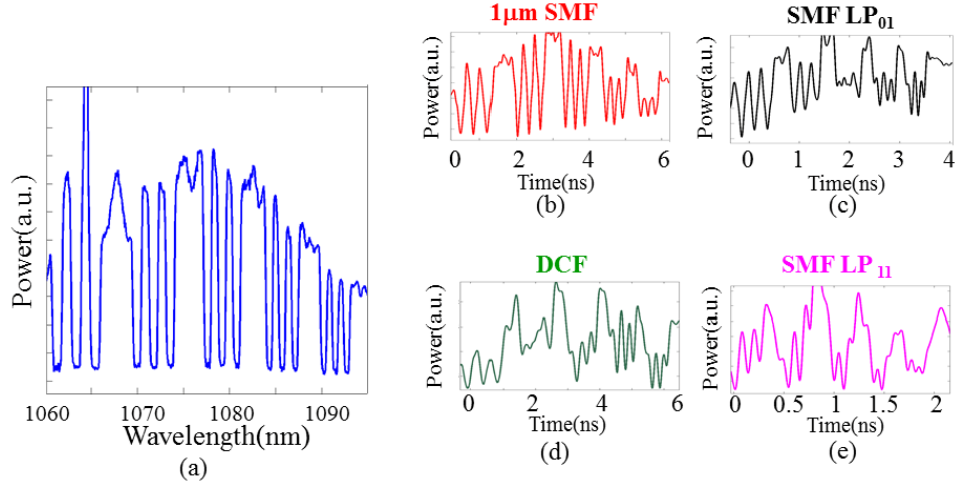 Power(a.u.)
1060 1070 1080 1090
Wavelength(nm)
(a)
1μm SMF
Power(a.u.)
0 2 4 6
Time(ns)
(b)
SMF LP01
Power(a.u.)
0 1 2 3 4
Time(ns)
(c)
DCF
Power(a.u.)
0 2 4 6
Time(ns)
(d)
SMF LP11
Power(a.u.)
0 0.5 1 1.5 2
Time(ns)
(e)